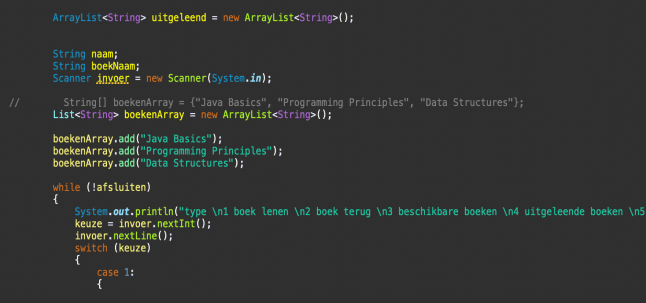 ArrayList<String> uitgeleend = new ArrayList<String>();
String naam;
String boekNaam;
Scanner invoer = new Scanner(System.in);
// String[] boekenArray = {"Java Basics", "Programming Principles", "Data Structures"};
List<String> boekenArray = new ArrayList<String>();
boekenArray.add("Java Basics");
boekenArray.add("Programming Principles");
boekenArray.add("Data Structures");
while (!afsluiten)
{
System.out.println("type \n1 boek lenen \n2 boek terug \n3 beschikbare boeken \n4 uitgeleende boeken \n5
keuze = invoer.nextInt();
invoer.nextLine();
switch (keuze)
{
case 1:
{